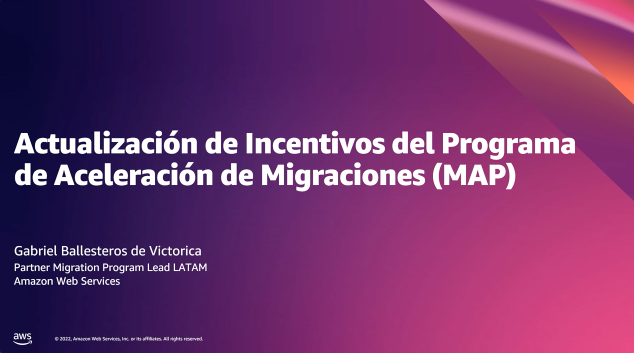 Actualización de Incentivos del Programa
de Aceleración de Migraciones (MAP)
Gabriel Ballesteros de Victorica
Partner Migration Program Lead LATAM
Amazon Web Services
aws
© 2022, Amazon Web Services, Inc. or its affiliates. All rights reserved.